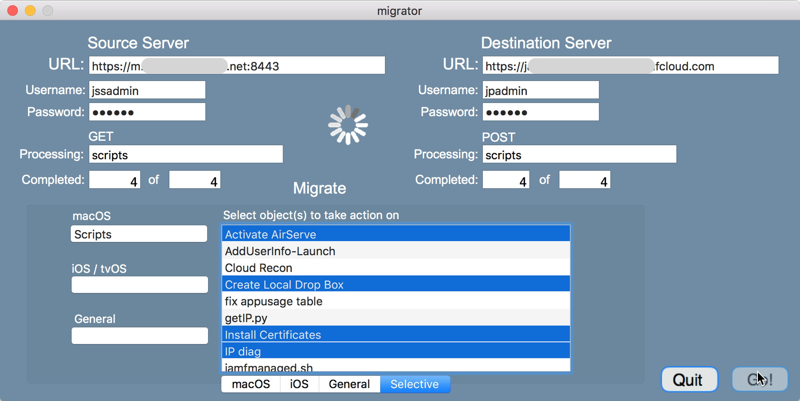 migrator
Source Server
Destination Server
URL: https://m. .net:8443
URL: https://j .fcloud.com
Username: jssadmin
Username: jpadmin
Password: ●●●●●●
Password: ●●●●●●
GET
POST
Processing: scripts
Processing: scripts
Completed: 4 of 4
Completed: 4 of 4
Migrate
macOS
Select object(s) to take action on
Scripts
Activate AirServe
AddUserInfo-Launch
Cloud Recon
iOS / tvOS
Create Local Drop Box
fix appusage table
General
getIP.py
Install Certificates
IP diag
jamfmanaged.sh
macOS iOS General Selective
Quit
Go!